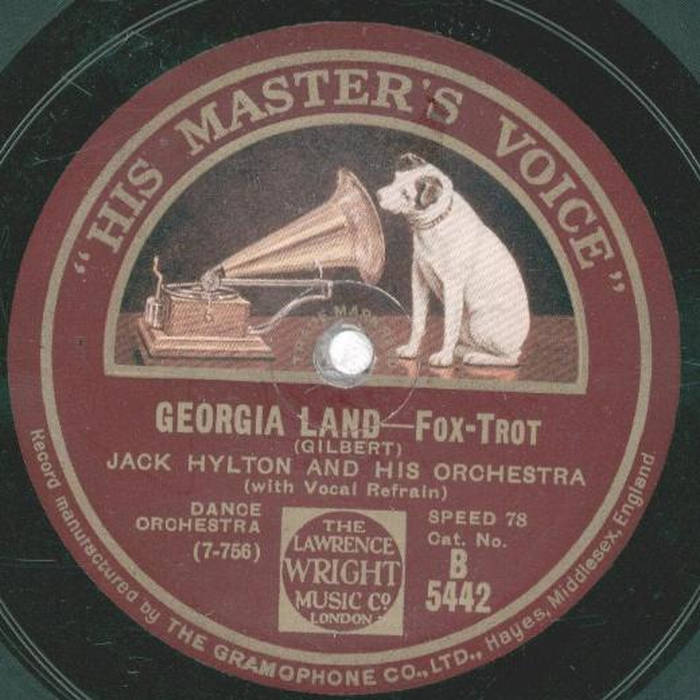 "HIS MASTER'S VOICE"
TRADE MARK
GEORGIA LAND—FOX-TROT
(GILBERT)
JACK HYLTON AND HIS ORCHESTRA
(with Vocal Refrain)
DANCE
ORCHESTRA
(7-756)
THE
LAWRENCE
WRIGHT
MUSIC Co
LONDON
SPEED 78
Cat. No.
B
5442
Record manufactured by THE GRAMOPHONE CO., LTD., Hayes, Middlesex, England